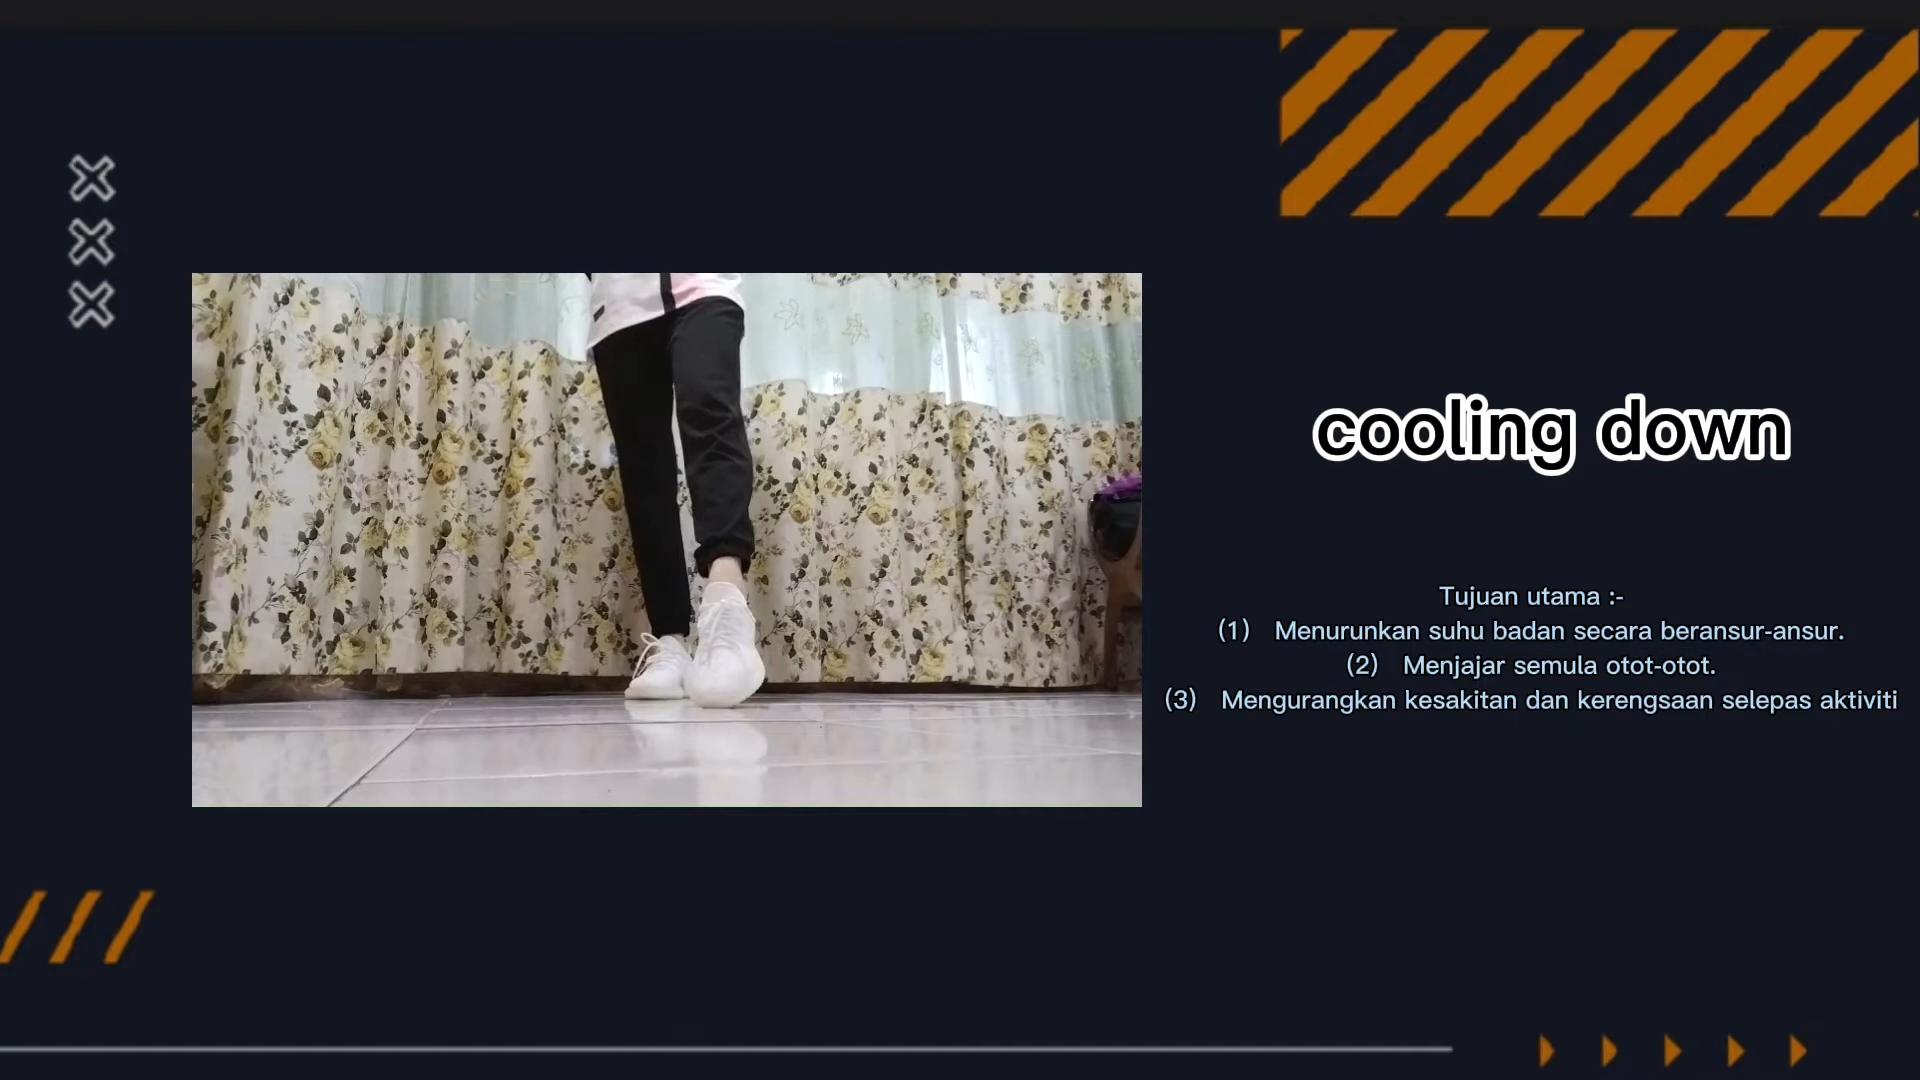 cooling down
Tujuan utama :-
(1) Menurunkan suhu badan secara beransur-ansur.
(2) Menjajar semula otot-otot.
(3) Mengurangkan kesakitan dan kerengsaan selepas aktiviti